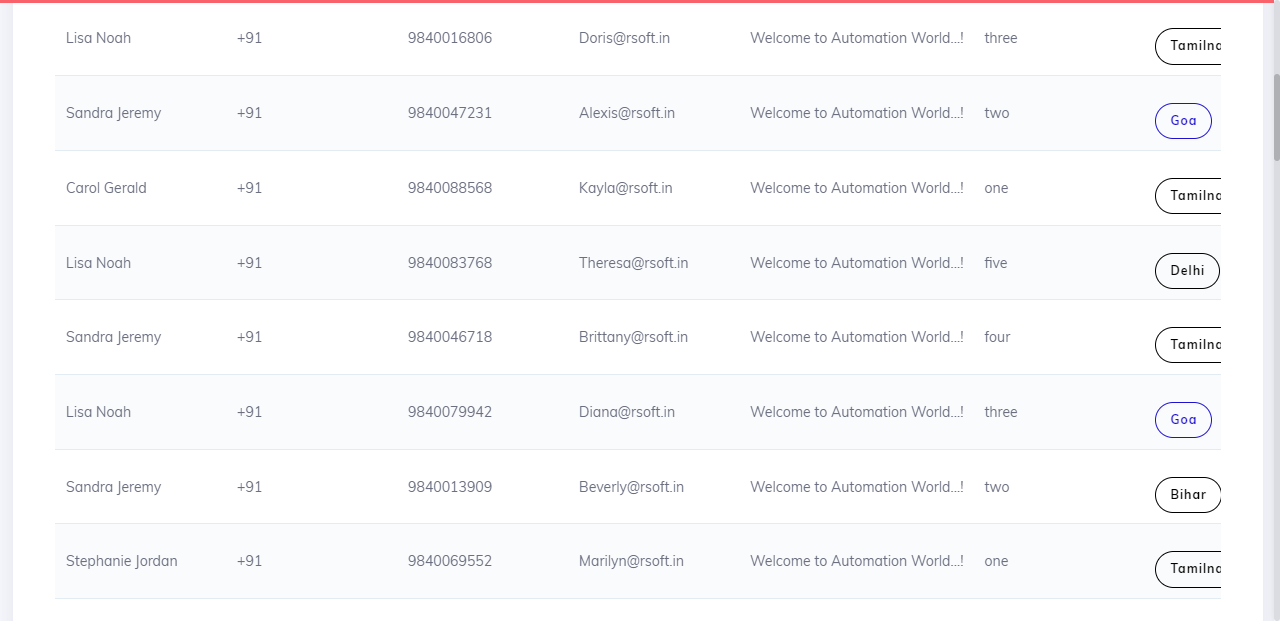 Lisa Noah +91 9840016806 Doris@rsoft.in Welcome to Automation World...! three Tamilna
Sandra Jeremy +91 9840047231 Alexis@rsoft.in Welcome to Automation World...! two Goa
Carol Gerald +91 9840088568 Kayla@rsoft.in Welcome to Automation World...! one Tamilna
Lisa Noah +91 9840083768 Theresa@rsoft.in Welcome to Automation World...! five Delhi
Sandra Jeremy +91 9840046718 Brittany@rsoft.in Welcome to Automation World...! four Tamilna
Lisa Noah +91 9840079942 Diana@rsoft.in Welcome to Automation World...! three Goa
Sandra Jeremy +91 9840013909 Beverly@rsoft.in Welcome to Automation World...! two Bihar
Stephanie Jordan +91 9840069552 Marilyn@rsoft.in Welcome to Automation World...! one Tamilna